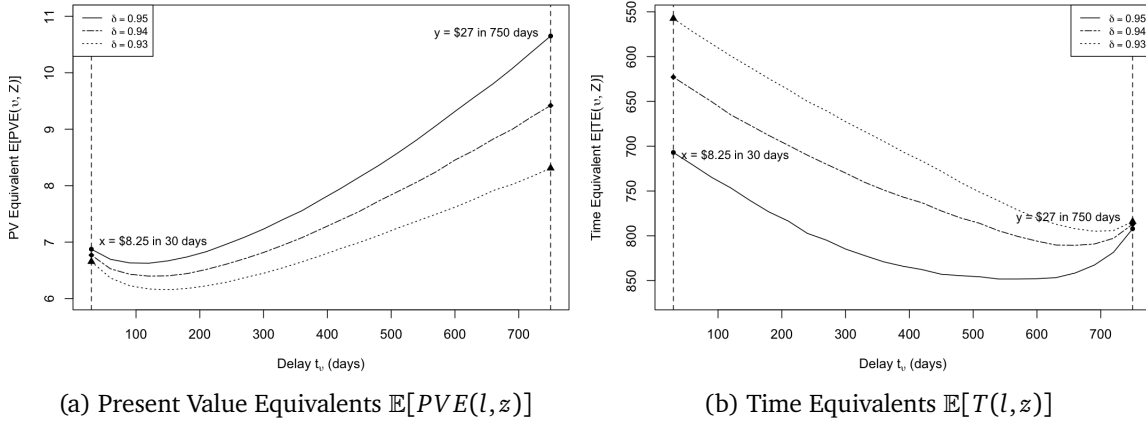 11
10
9
8
7
6
PV Equivalent E[PVE(υ, Z)]
δ = 0.95
δ = 0.94
δ = 0.93
y = $27 in 750 days
x = $8.25 in 30 days
100 200 300 400 500 600 700
Delay tυ (days)
(a) Present Value Equivalents 𝔼[PVE(l, z)]
550
600
650
700
750
800
850
Time Equivalent E[TE(υ, Z)]
δ = 0.95
δ = 0.94
δ = 0.93
x = $8.25 in 30 days
y = $27 in 750 days
100 200 300 400 500 600 700
Delay tυ (days)
(b) Time Equivalents 𝔼[T(l, z)]